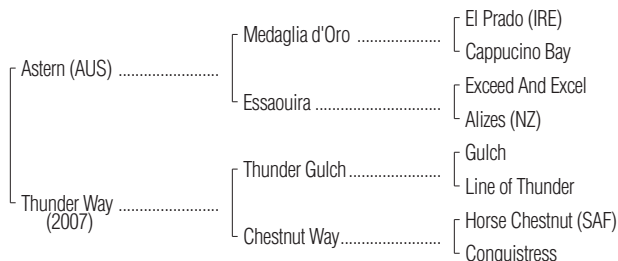 El Prado (IRE)
Medaglia d'Oro
Cappucino Bay
Astern (AUS)
Exceed And Excel
Essaouira
Alizes (NZ)
Gulch
Thunder Gulch
Line of Thunder
Thunder Way
(2007)
Horse Chestnut (SAF)
Chestnut Way
Conquistress